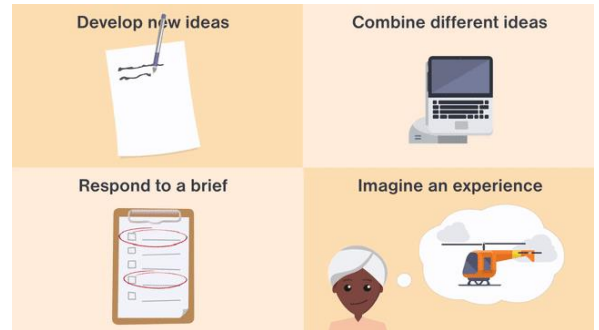 Develop new ideas
Combine different ideas
Respond to a brief
Imagine an experience